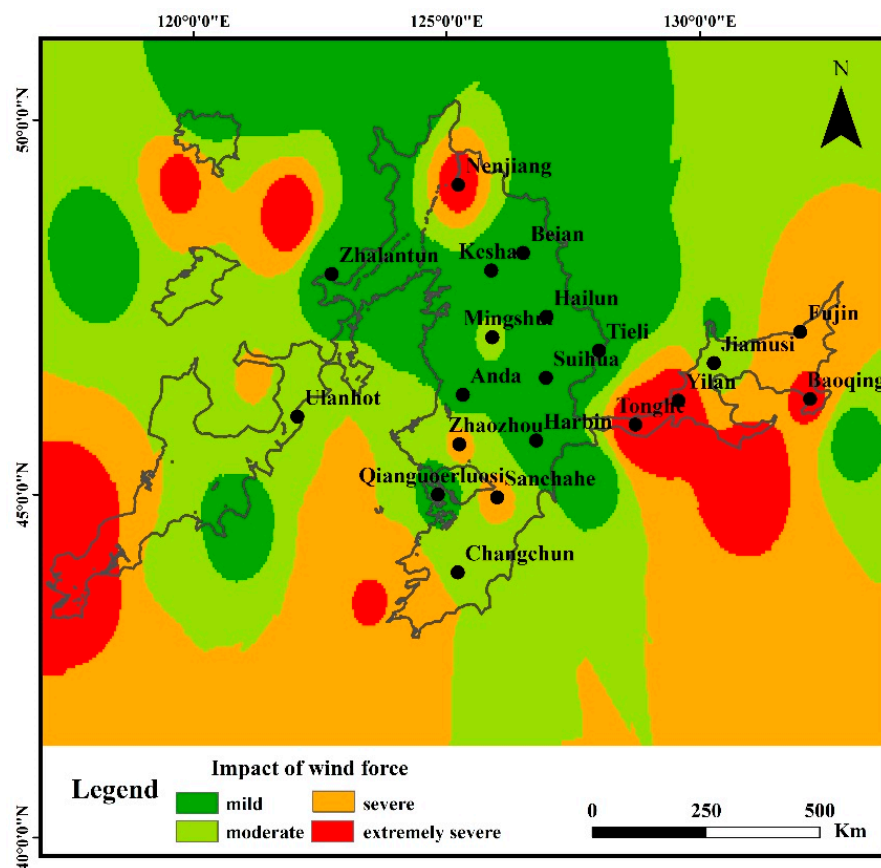 120°0'0"E 125°0'0"E 130°0'0"E
N
50°0'0"N
45°0'0"N
40°0'0"N
Nenjiang
Beian
Kesha
Zhalantun
Hailun
Mingshui
Tieli
Fujin
Jiamusi
Suihua
Anda
Yilan
Baoqing
Ulanhot
Tonghe
Zhaozhou
Harbin
Qianguoerluosi
Sanchahe
Changchun
Legend
Impact of wind force
mild severe
moderate extremely severe
0 250 500
Km